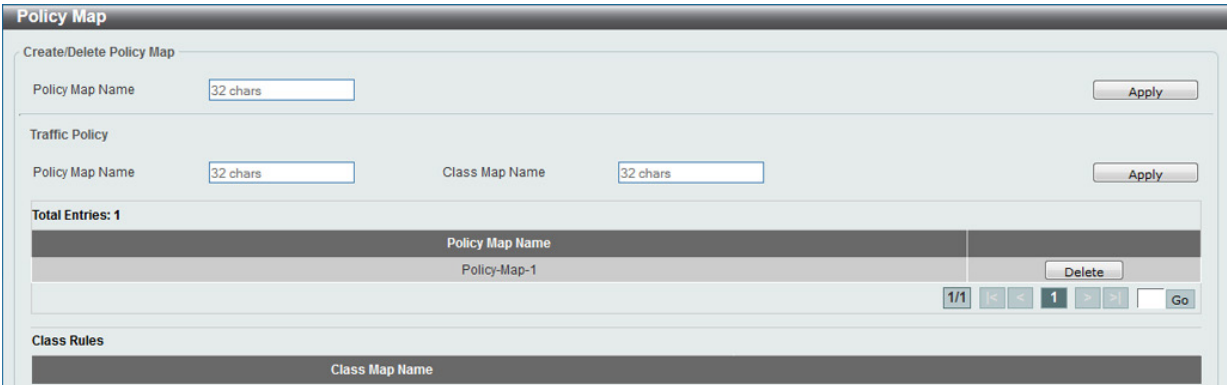 Policy Map
Create/Delete Policy Map
Policy Map Name 32 chars Apply
Traffic Policy
Policy Map Name 32 chars Class Map Name 32 chars Apply
Total Entries: 1
Policy Map Name
Policy-Map-1 Delete
1/1 |< < 1 > >| Go
Class Rules
Class Map Name